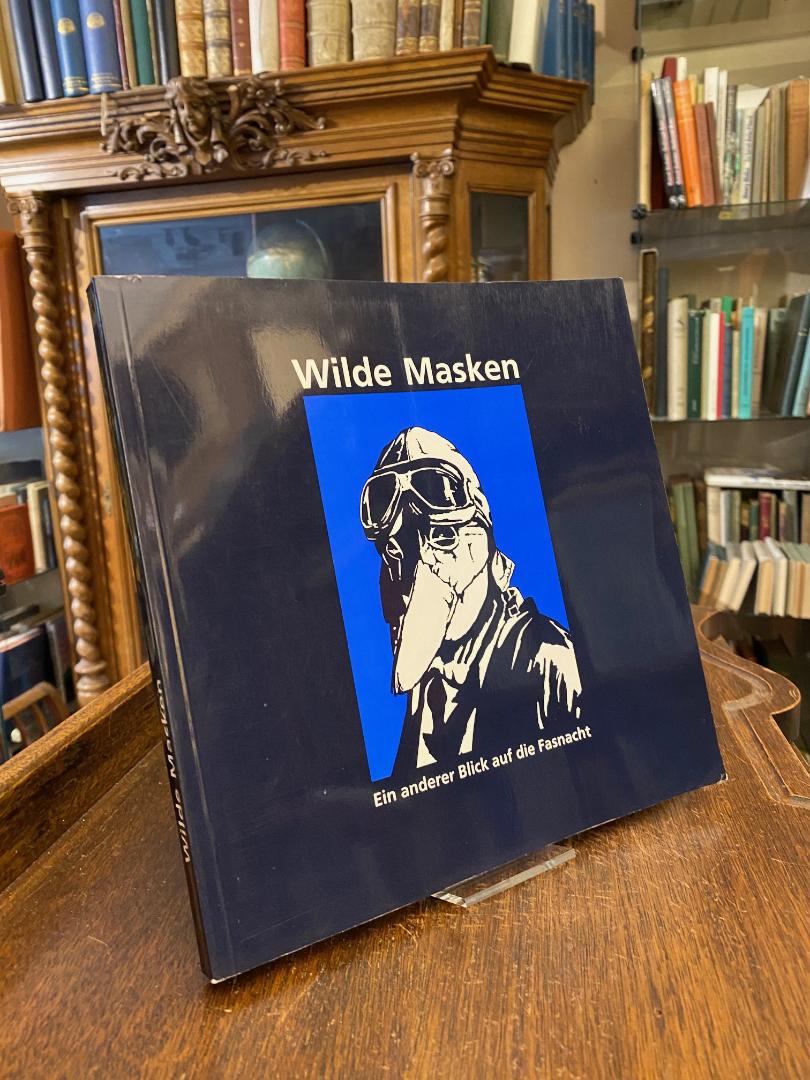 Wilde Masken
Ein anderer Blick auf die Fasnacht
Wilde Masken